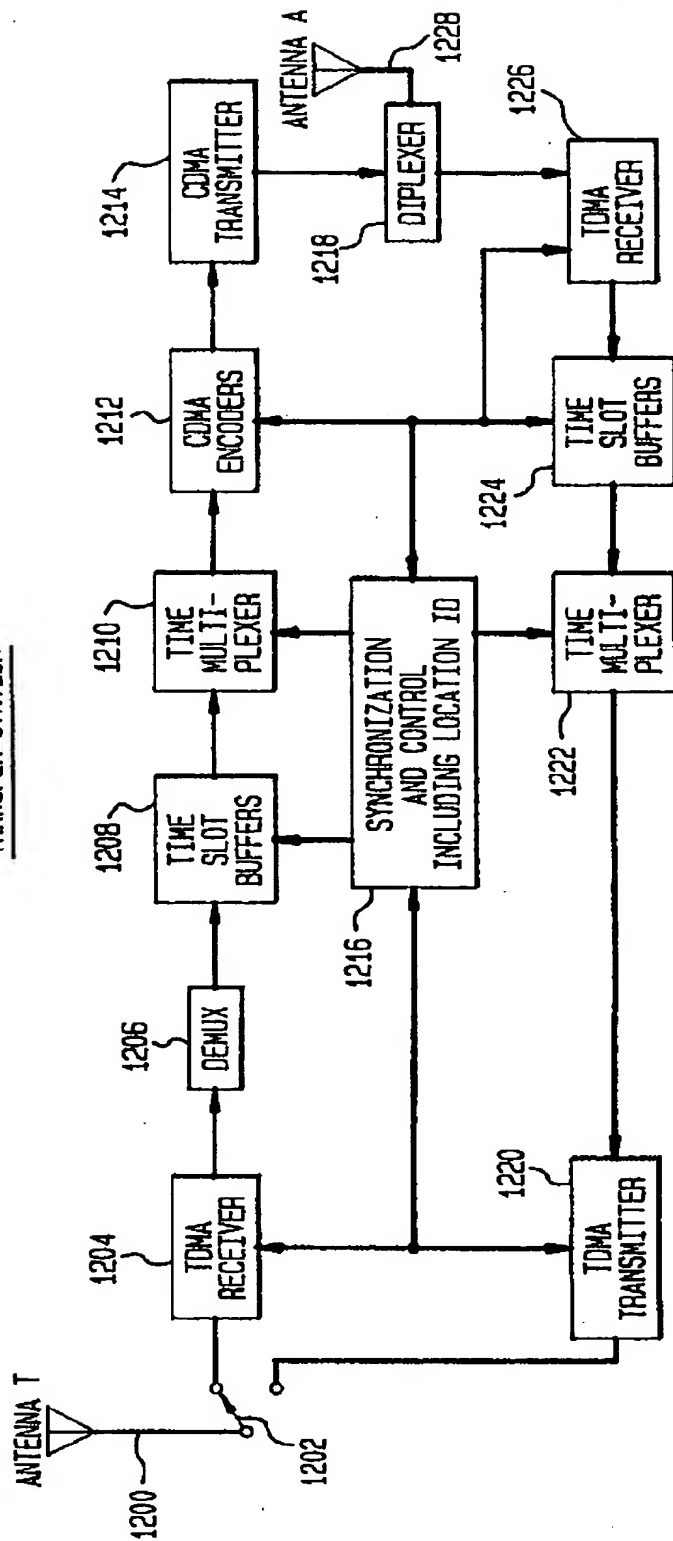 ANTENNA T
1200
1202
1204
TDMA
RECEIVER
1206
DEMUX
1208
TIME
SLOT
BUFFERS
1210
TIME
MULTI-
PLEXER
1212
CDMA
ENCODERS
1214
CDMA
TRANSMITTER
ANTENNA A
1228
DIPLEXER
1218
1216
SYNCHRONIZATION
AND CONTROL
INCLUDING LOCATION ID
1220
TDMA
TRANSMITTER
1222
TIME
MULTI-
PLEXER
1224
TIME
SLOT
BUFFERS
1226
TDMA
RECEIVER